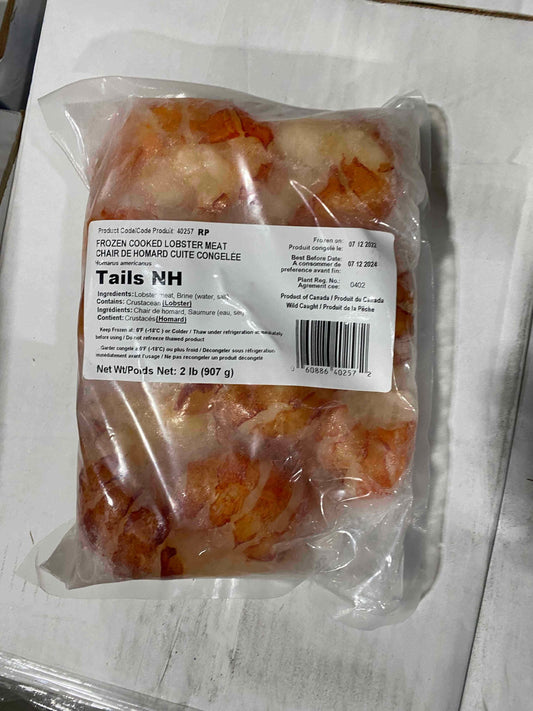 Product Code/Code Produit: 40257 RP
FROZEN COOKED LOBSTER MEAT
CHAIR DE HOMARD CUITE CONGELÉE
Homarus americanus
Tails NH
Ingredients: Lobster meat, Brine (water, salt)
Contains: Crustacean (Lobster)
Ingrédients: Chair de homard, Saumure (eau, sel)
Contient: Crustacés (Homard)
Keep Frozen at: 0°F (-18°C ) or Colder / Thaw under refrigeration immediately
before using / Do not refreeze thawed product
Garder congelé à 0°F (-18°C) ou plus froid / Décongeler sous réfrigération
immédiatement avant l'usage / Ne pas recongeler un produit décongelé
Net Wt/Poids Net: 2 lb (907 g)
Frozen on: 07 12 2022
Produit congelé le:
Best Before Date:
A consommer de 07 12 2024
preference avant fin:
Plant Reg. No.:
Agrement cee: 0402
Product of Canada / Produit du Canada
Wild Caught / Produit de la Pêche
0 60886 40257 2